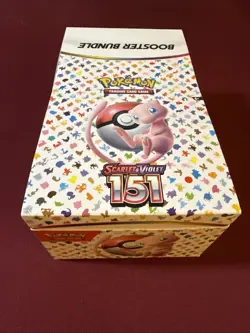 BOOSTER BUNDLE
Pokémon
TRADING CARD GAME
SCARLET & VIOLET
151